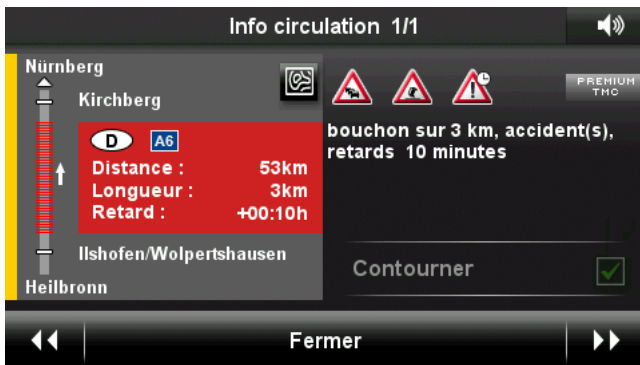 Info circulation 1/1
Nürnberg
Kirchberg
D A6
Distance : 53km
Longueur : 3km
Retard : +00:10h
Ilshofen/Wolpertshausen
Heilbronn
PREMIUM
TMC
bouchon sur 3 km, accident(s),
retards 10 minutes
Contourner
Fermer